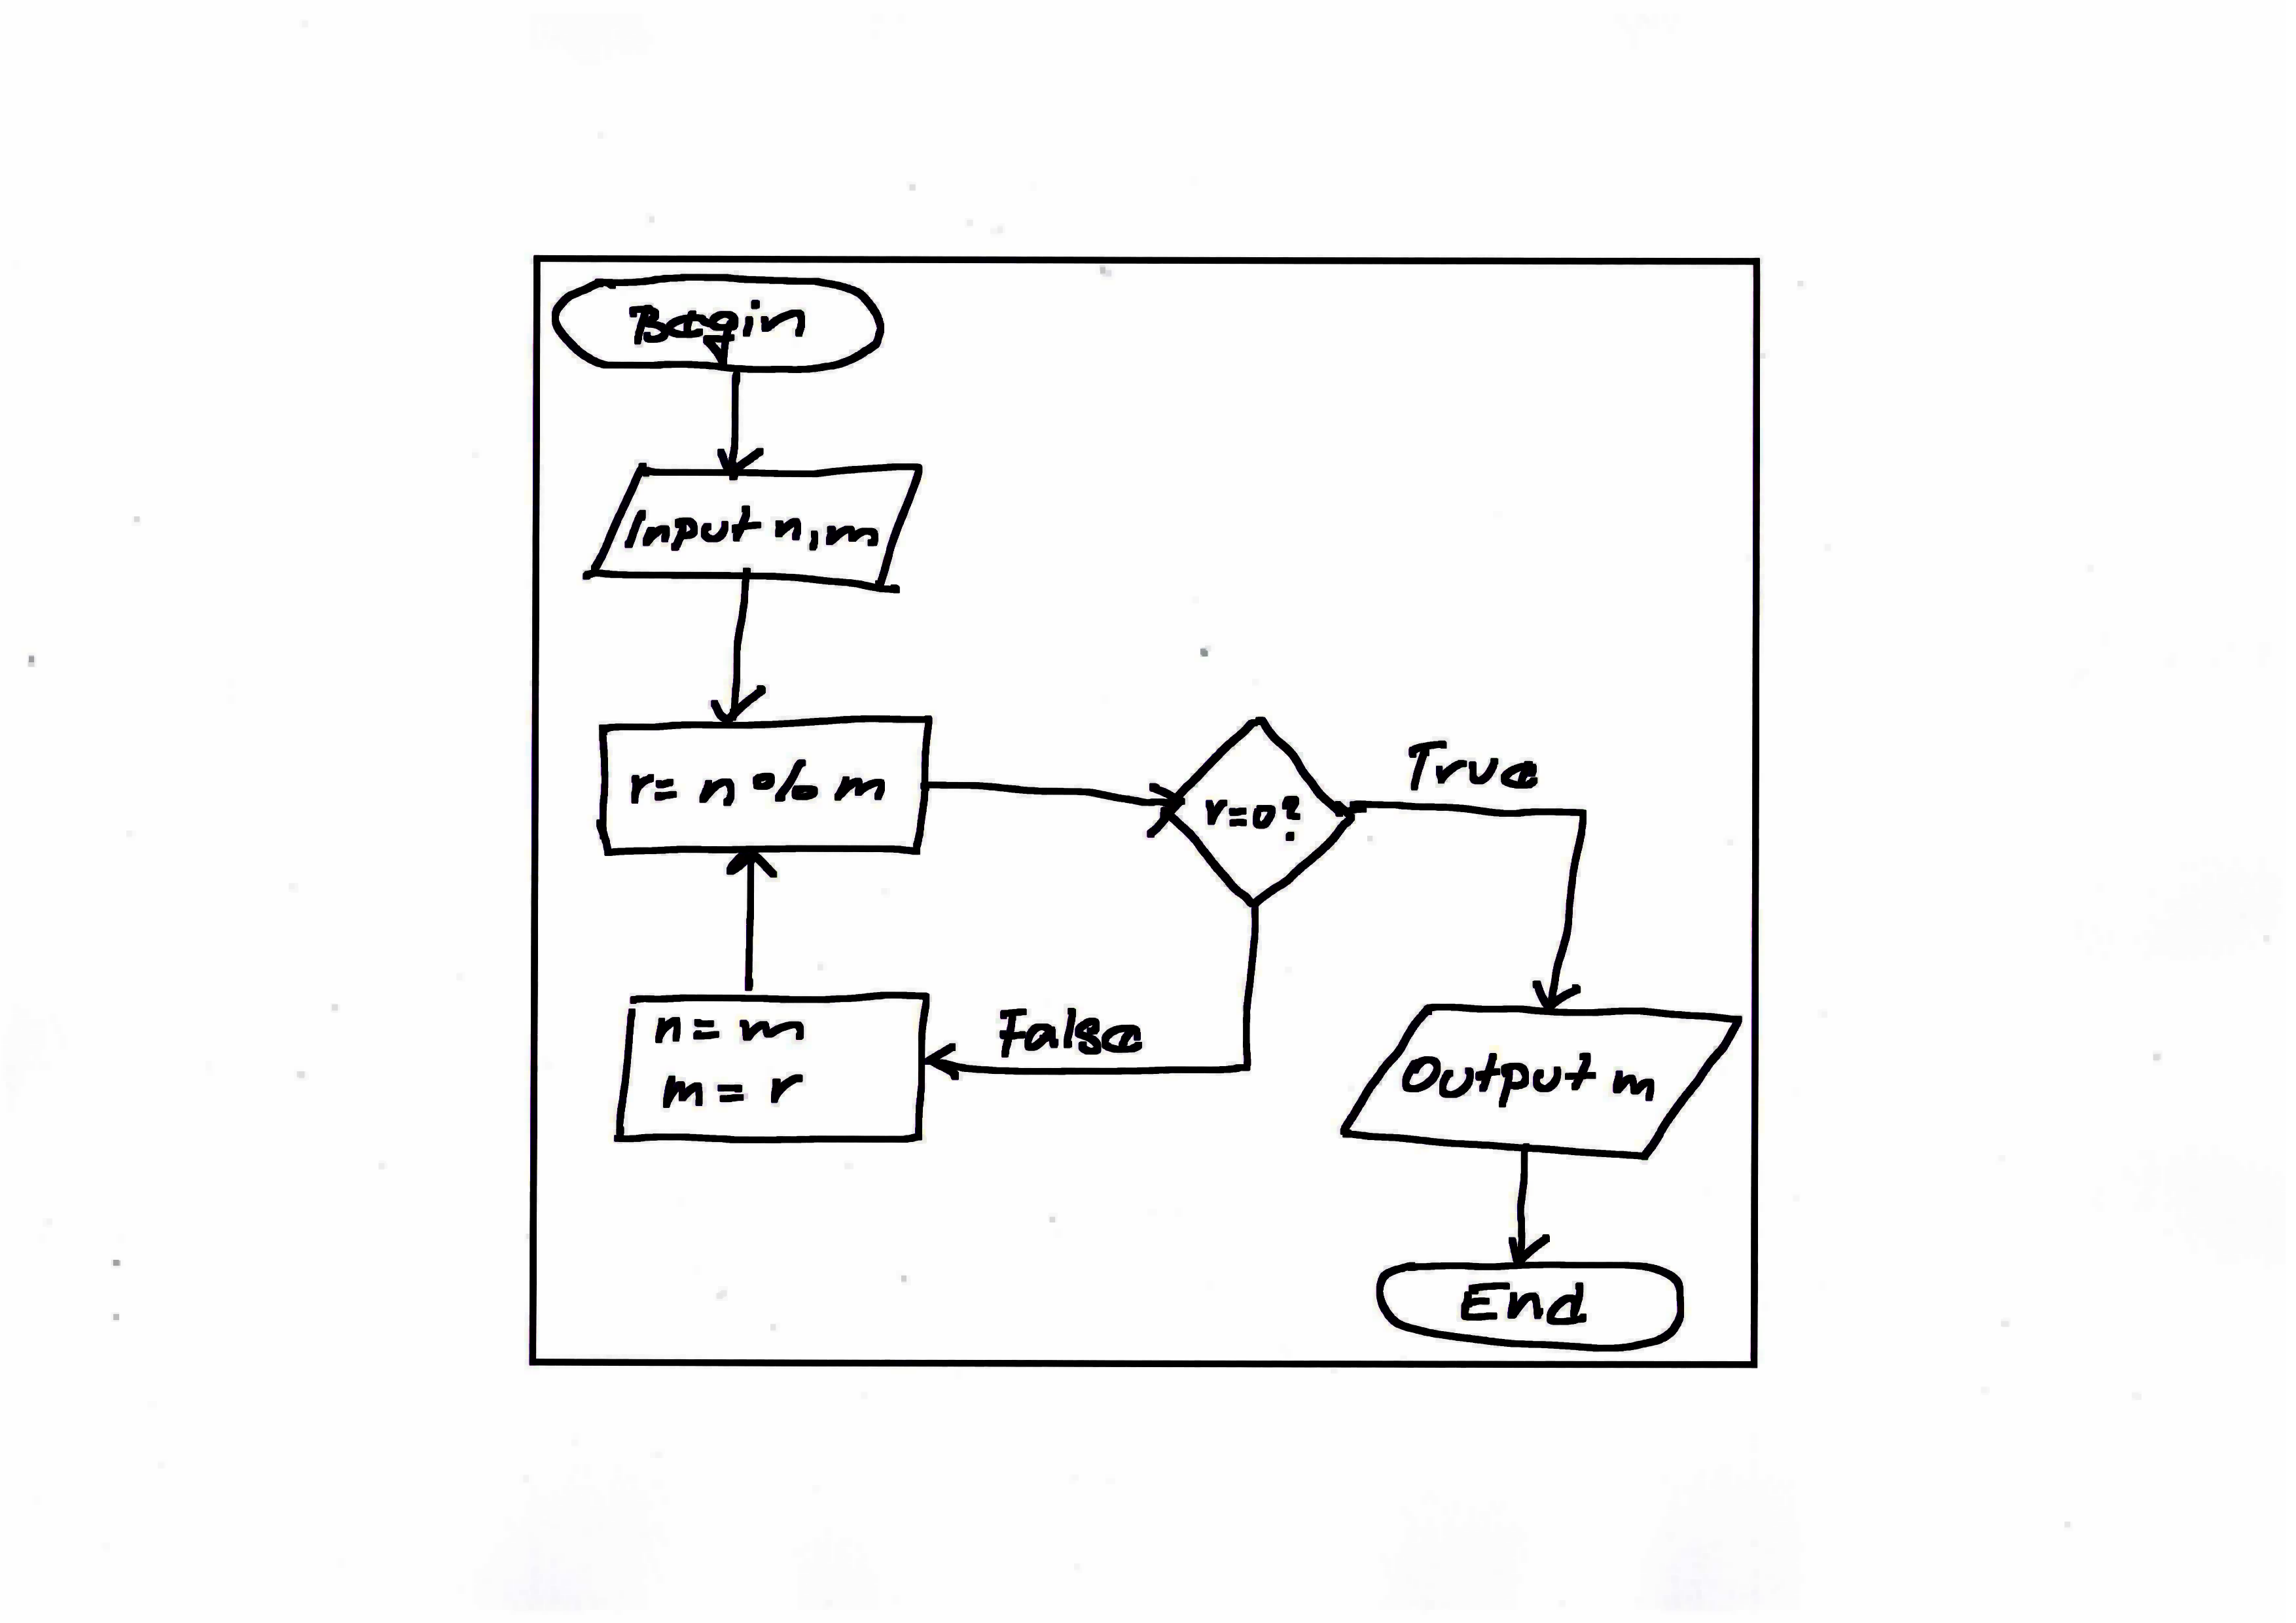 Begin
Input n,m
r= n % m
r=0?
True
False
n = m
m = r
Output m
End